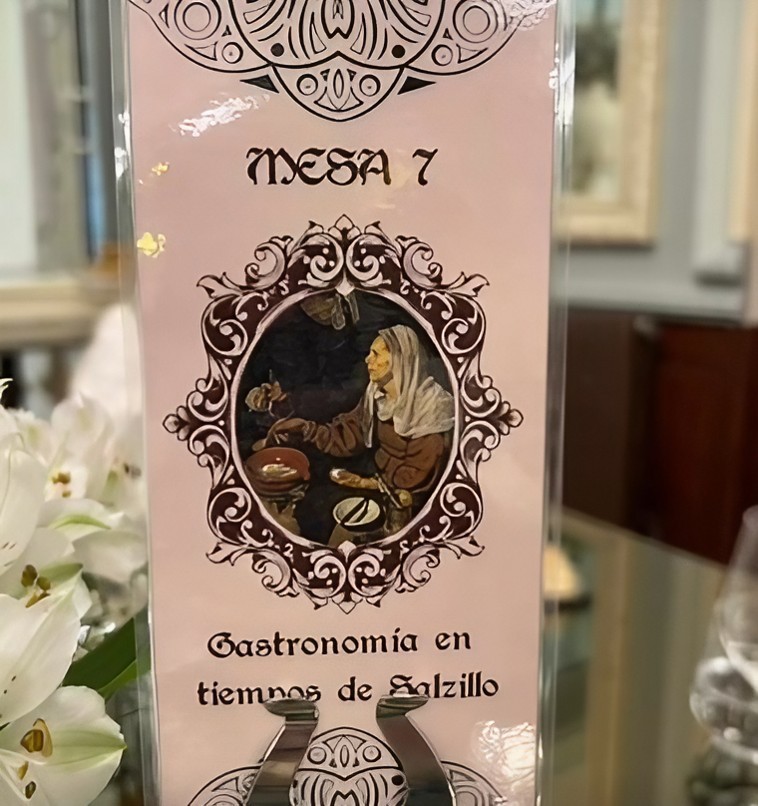 MESA 7
Gastronomía en
tiempos de Salzillo